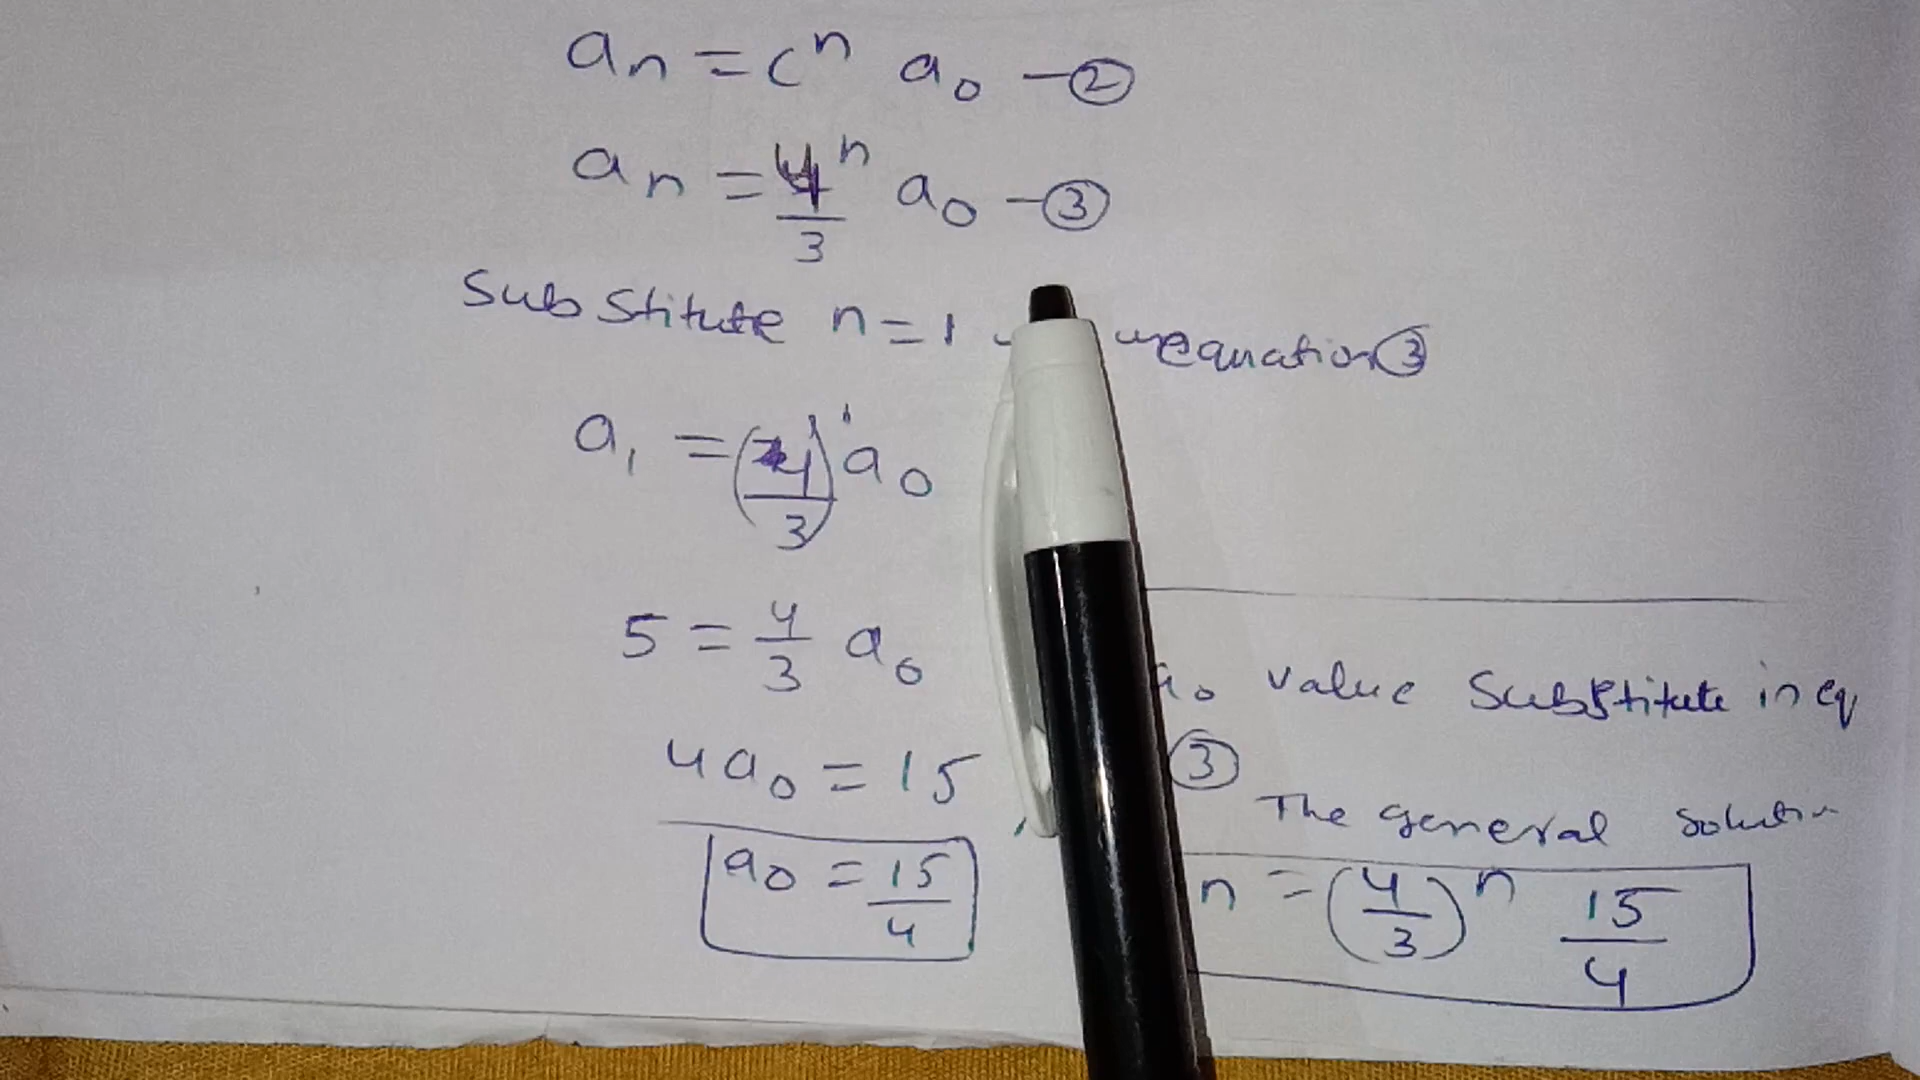 an = cⁿ a₀ — ②
an = 4ⁿ/3 a₀ — ③
Substitute n = 1 equation ③
a₁ = (4/3)¹ a₀
5 = 4/3 a₀
4a₀ = 15
a₀ = 15/4
a₀ value Substitute in eq
③
The general
n = (4/3)ⁿ 15/4